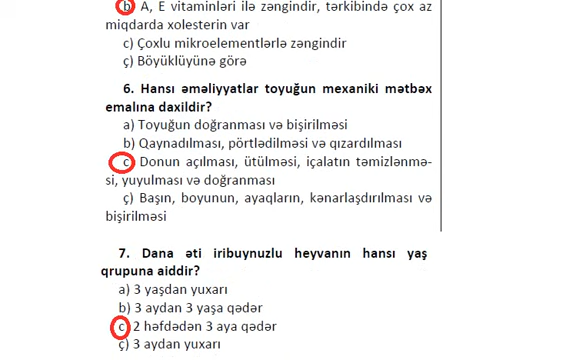 b) A, E vitaminləri ilə zəngindir, tərkibində çox az
miqdarda xolesterin var
c) Çoxlu mikroelementlərlə zəngindir
ç) Böyüklüyünə görə
6. Hansı əməliyyatlar toyuğun mexaniki mətbəx
emalına daxildir?
a) Toyuğun doğranması və bişirilməsi
b) Qaynadılması, pörtlədilməsi və qızardılması
c) Donun açılması, ütülməsi, içalatın təmizlənmə-
si, yuyulması və doğranması
ç) Başın, boyunun, ayaqların, kənarlaşdırılması və
bişirilməsi
7. Dana əti iribuynuzlu heyvanın hansı yaş
qrupuna aiddir?
a) 3 yaşdan yuxarı
b) 3 aydan 3 yaşa qədər
c) 2 həfdədən 3 aya qədər
ç) 3 aydan yuxarı